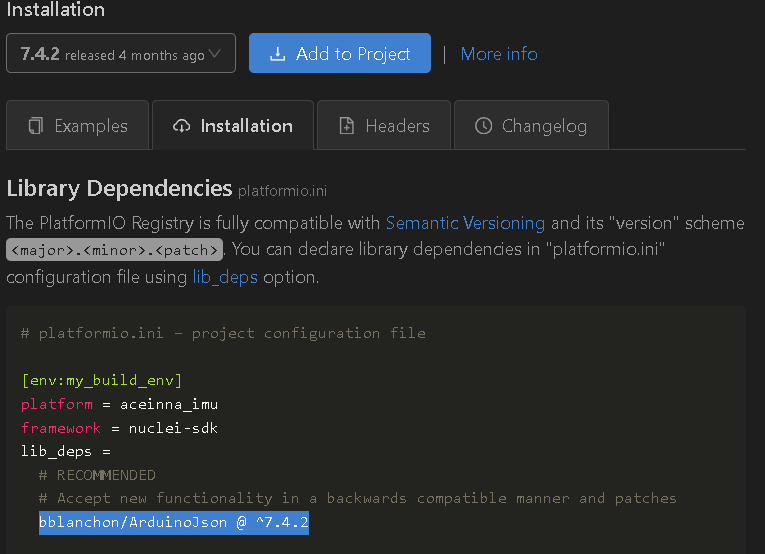 Installation
7.4.2 released 4 months ago
Add to Project | More info
Examples Installation Headers Changelog
Library Dependencies platformio.ini
The PlatformIO Registry is fully compatible with Semantic Versioning and its "version" scheme
<major>.<minor>.<patch>. You can declare library dependencies in "platformio.ini"
configuration file using lib_deps option.
# platformio.ini – project configuration file
[env:my_build_env]
platform = aceinna_imu
framework = nuclei-sdk
lib_deps =
# RECOMMENDED
# Accept new functionality in a backwards compatible manner and patches
bblanchon/ArduinoJson @ ^7.4.2